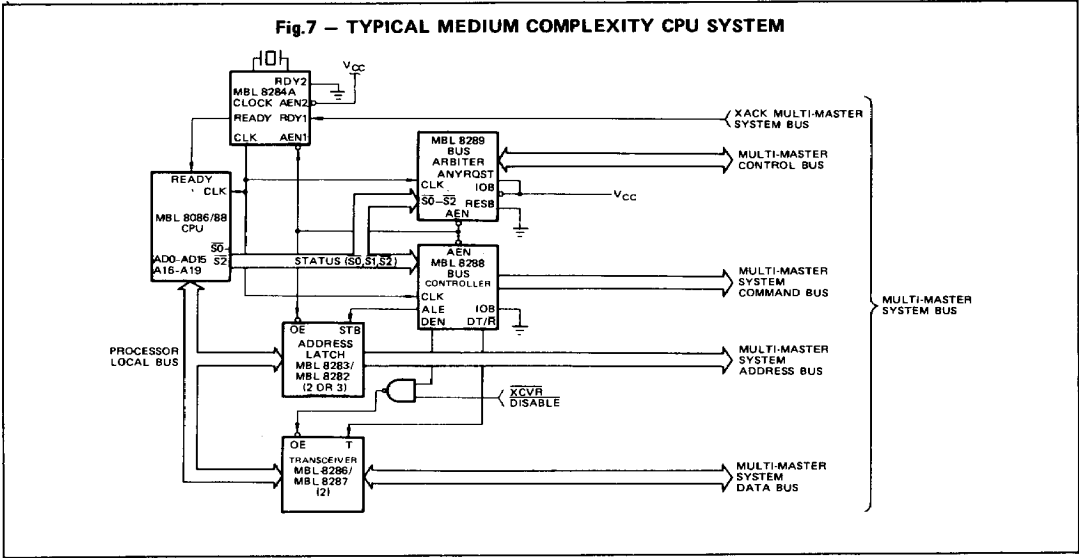 Fig.7 – TYPICAL MEDIUM COMPLEXITY CPU SYSTEM
RDY2
MBL 8284A
CLOCK AEN2
READY RDY1
CLK AEN1
VCC
XACK MULTI-MASTER
SYSTEM BUS
MBL 8289
BUS
ARBITER
ANYRQST
CLK IOB
S0–S2 RESB
AEN
MULTI-MASTER
CONTROL BUS
VCC
READY
CLK
MBL 8086/88
CPU
S0-
S2
AD0-AD15
A16-A19
STATUS (S0,S1,S2)
AEN
MBL 8288
BUS
CONTROLLER
CLK
ALE IOB
DEN DT/R
MULTI-MASTER
SYSTEM
COMMAND BUS
MULTI-MASTER
SYSTEM BUS
PROCESSOR
LOCAL BUS
OE STB
ADDRESS
LATCH
MBL 8283/
MBL 8282
(2 OR 3)
MULTI-MASTER
SYSTEM
ADDRESS BUS
XCVR
DISABLE
OE T
TRANSCEIVER
MBL 8286/
MBL 8287
(2)
MULTI-MASTER
SYSTEM
DATA BUS